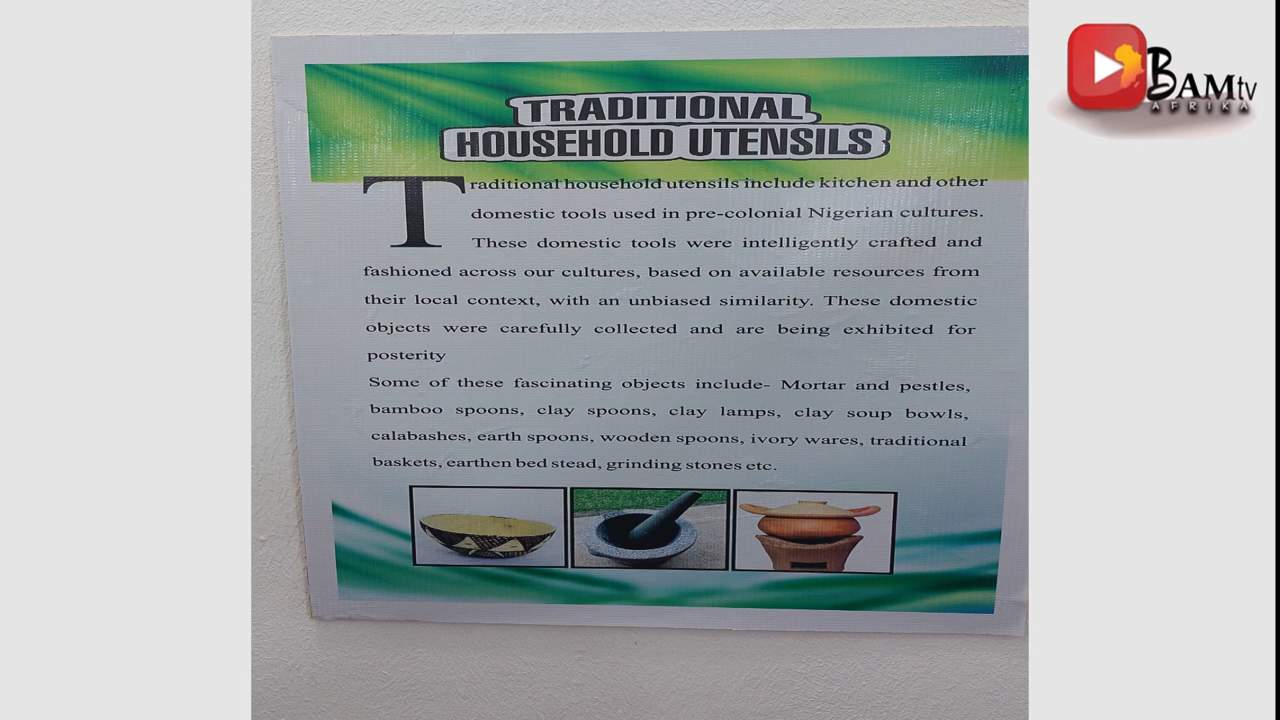 TRADITIONAL
HOUSEHOLD UTENSILS
Traditional household utensils include kitchen and other
domestic tools used in pre-colonial Nigerian cultures.
These domestic tools were intelligently crafted and
fashioned across our cultures, based on available resources from
their local context, with an unbiased similarity. These domestic
objects were carefully collected and are being exhibited for
posterity
Some of these fascinating objects include- Mortar and pestles,
bamboo spoons, clay spoons, clay lamps, clay soup bowls,
calabashes, earth spoons, wooden spoons, ivory wares, traditional
baskets, earthen bed stead, grinding stones etc.
BAMtv
AFRIKA